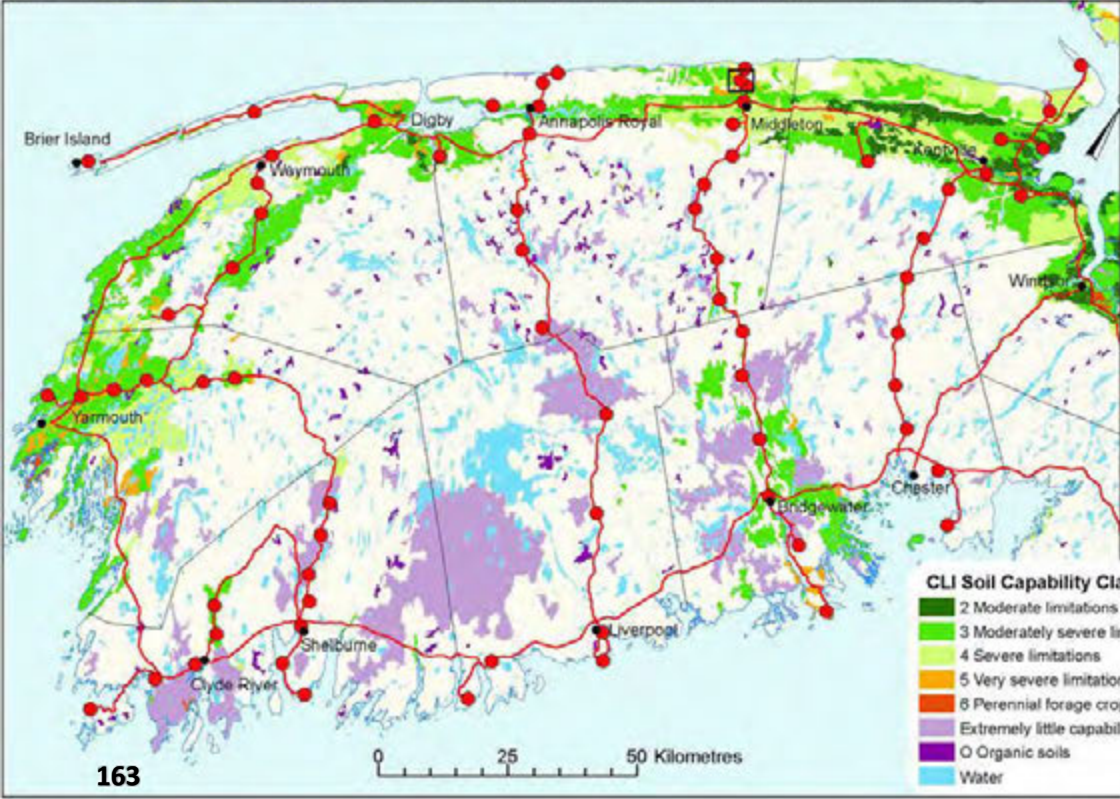 Digby
Annapolis Royal
Middleton
Brier Island
Kentville
Weymouth
Windsor
Yarmouth
Chester
Bridgewater
Liverpool
Shelburne
Clyde River
CLI Soil Capability Cla
2 Moderate limitations
3 Moderately severe li
4 Severe limitations
5 Very severe limitation
6 Perennial forage cro
Extremely little capabil
O Organic soils
Water
0 25 50 Kilometres
163